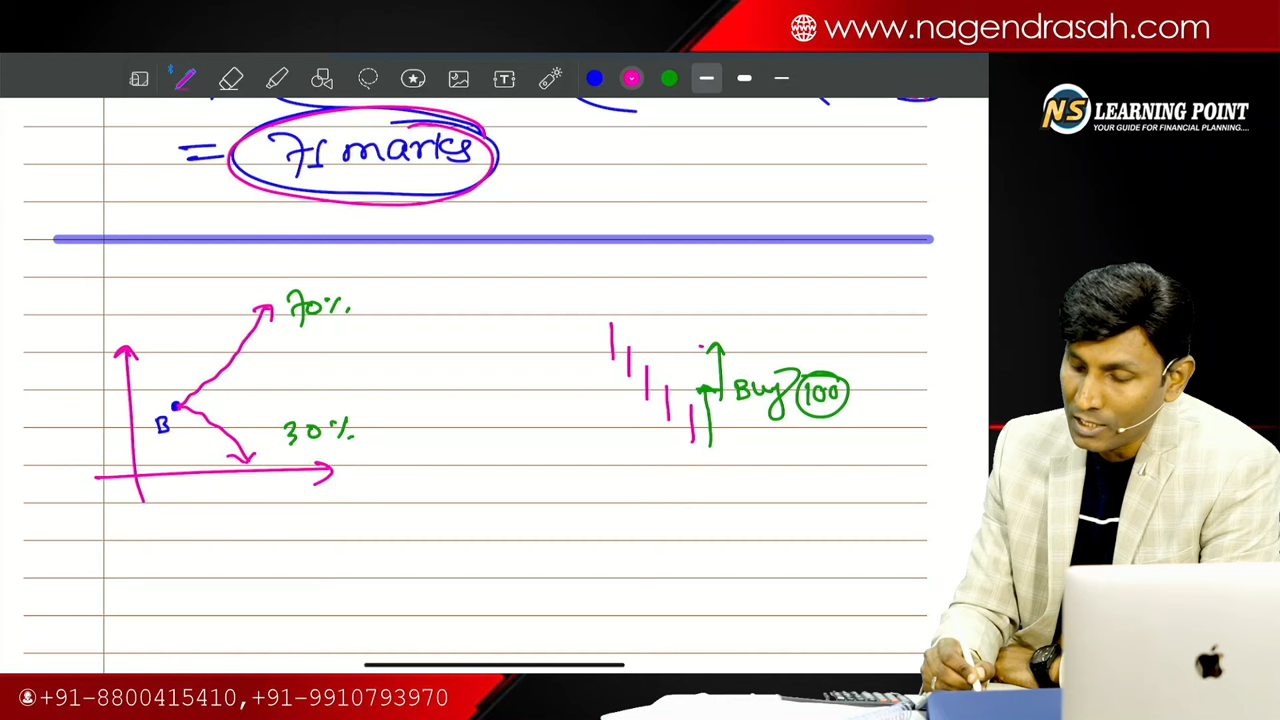 www.nagendrasah.com
NS LEARNING POINT
YOUR GUIDE FOR FINANCIAL PLANNING....
= 71 marks
70%
B
30%
Buy 100
+91-8800415410,+91-9910793970